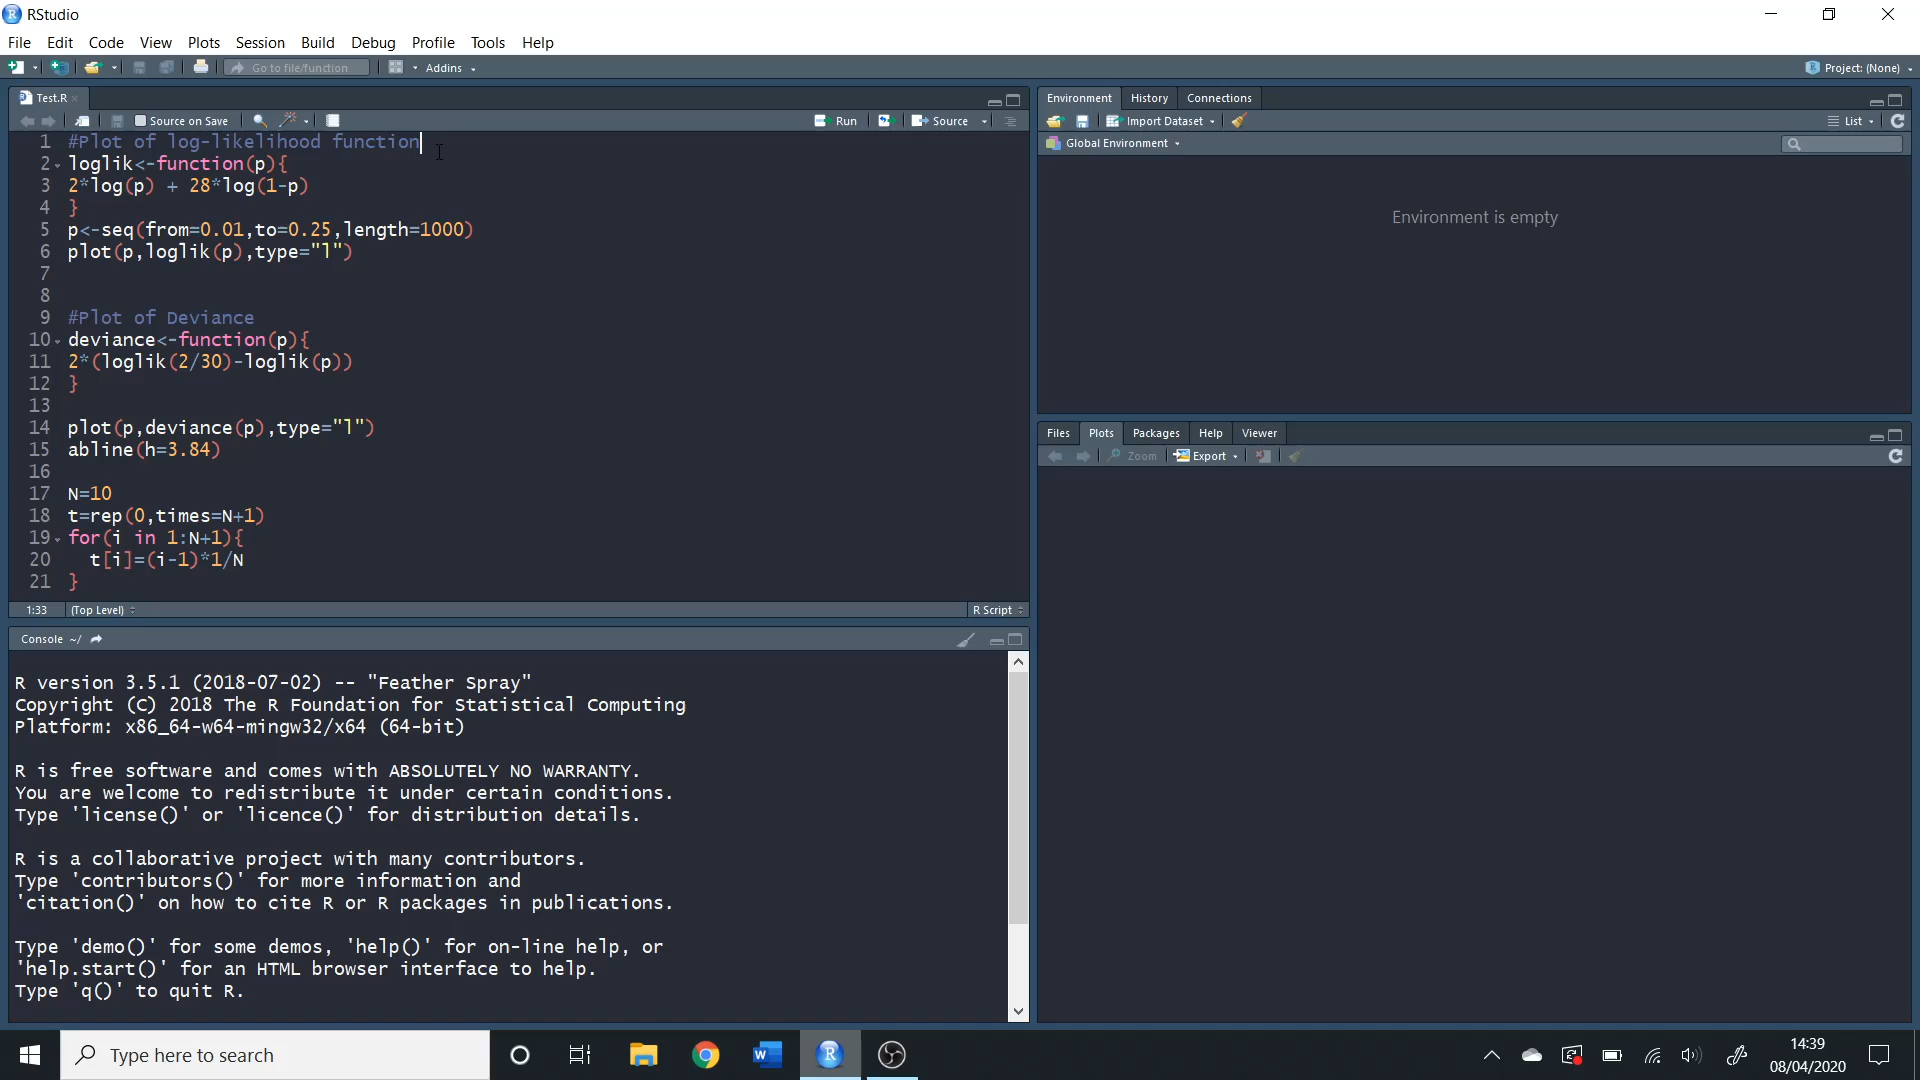 RStudio
File Edit Code View Plots Session Build Debug Profile Tools Help
Go to file/function Addins Project: (None)
Test.R
Source on Save Run Source
1 #Plot of log-likelihood function
2 loglik<-function(p){
3 2*log(p) + 28*log(1-p)
4 }
5 p<-seq(from=0.01,to=0.25,length=1000)
6 plot(p,loglik(p),type="l")
7
8
9 #Plot of Deviance
10 deviance<-function(p){
11 2*(loglik(2/30)-loglik(p))
12 }
13
14 plot(p,deviance(p),type="l")
15 abline(h=3.84)
16
17 N=10
18 t=rep(0,times=N+1)
19 for(i in 1:N+1){
20 t[i]=(i-1)*1/N
21 }
1:33 (Top Level) R Script
Console ~/
R version 3.5.1 (2018-07-02) -- "Feather Spray"
Copyright (C) 2018 The R Foundation for Statistical Computing
Platform: x86_64-w64-mingw32/x64 (64-bit)
R is free software and comes with ABSOLUTELY NO WARRANTY.
You are welcome to redistribute it under certain conditions.
Type 'license()' or 'licence()' for distribution details.
R is a collaborative project with many contributors.
Type 'contributors()' for more information and
'citation()' on how to cite R or R packages in publications.
Type 'demo()' for some demos, 'help()' for on-line help, or
'help.start()' for an HTML browser interface to help.
Type 'q()' to quit R.
Environment History Connections
Import Dataset List
Global Environment
Environment is empty
Files Plots Packages Help Viewer
Zoom Export
Type here to search
14:39
08/04/2020